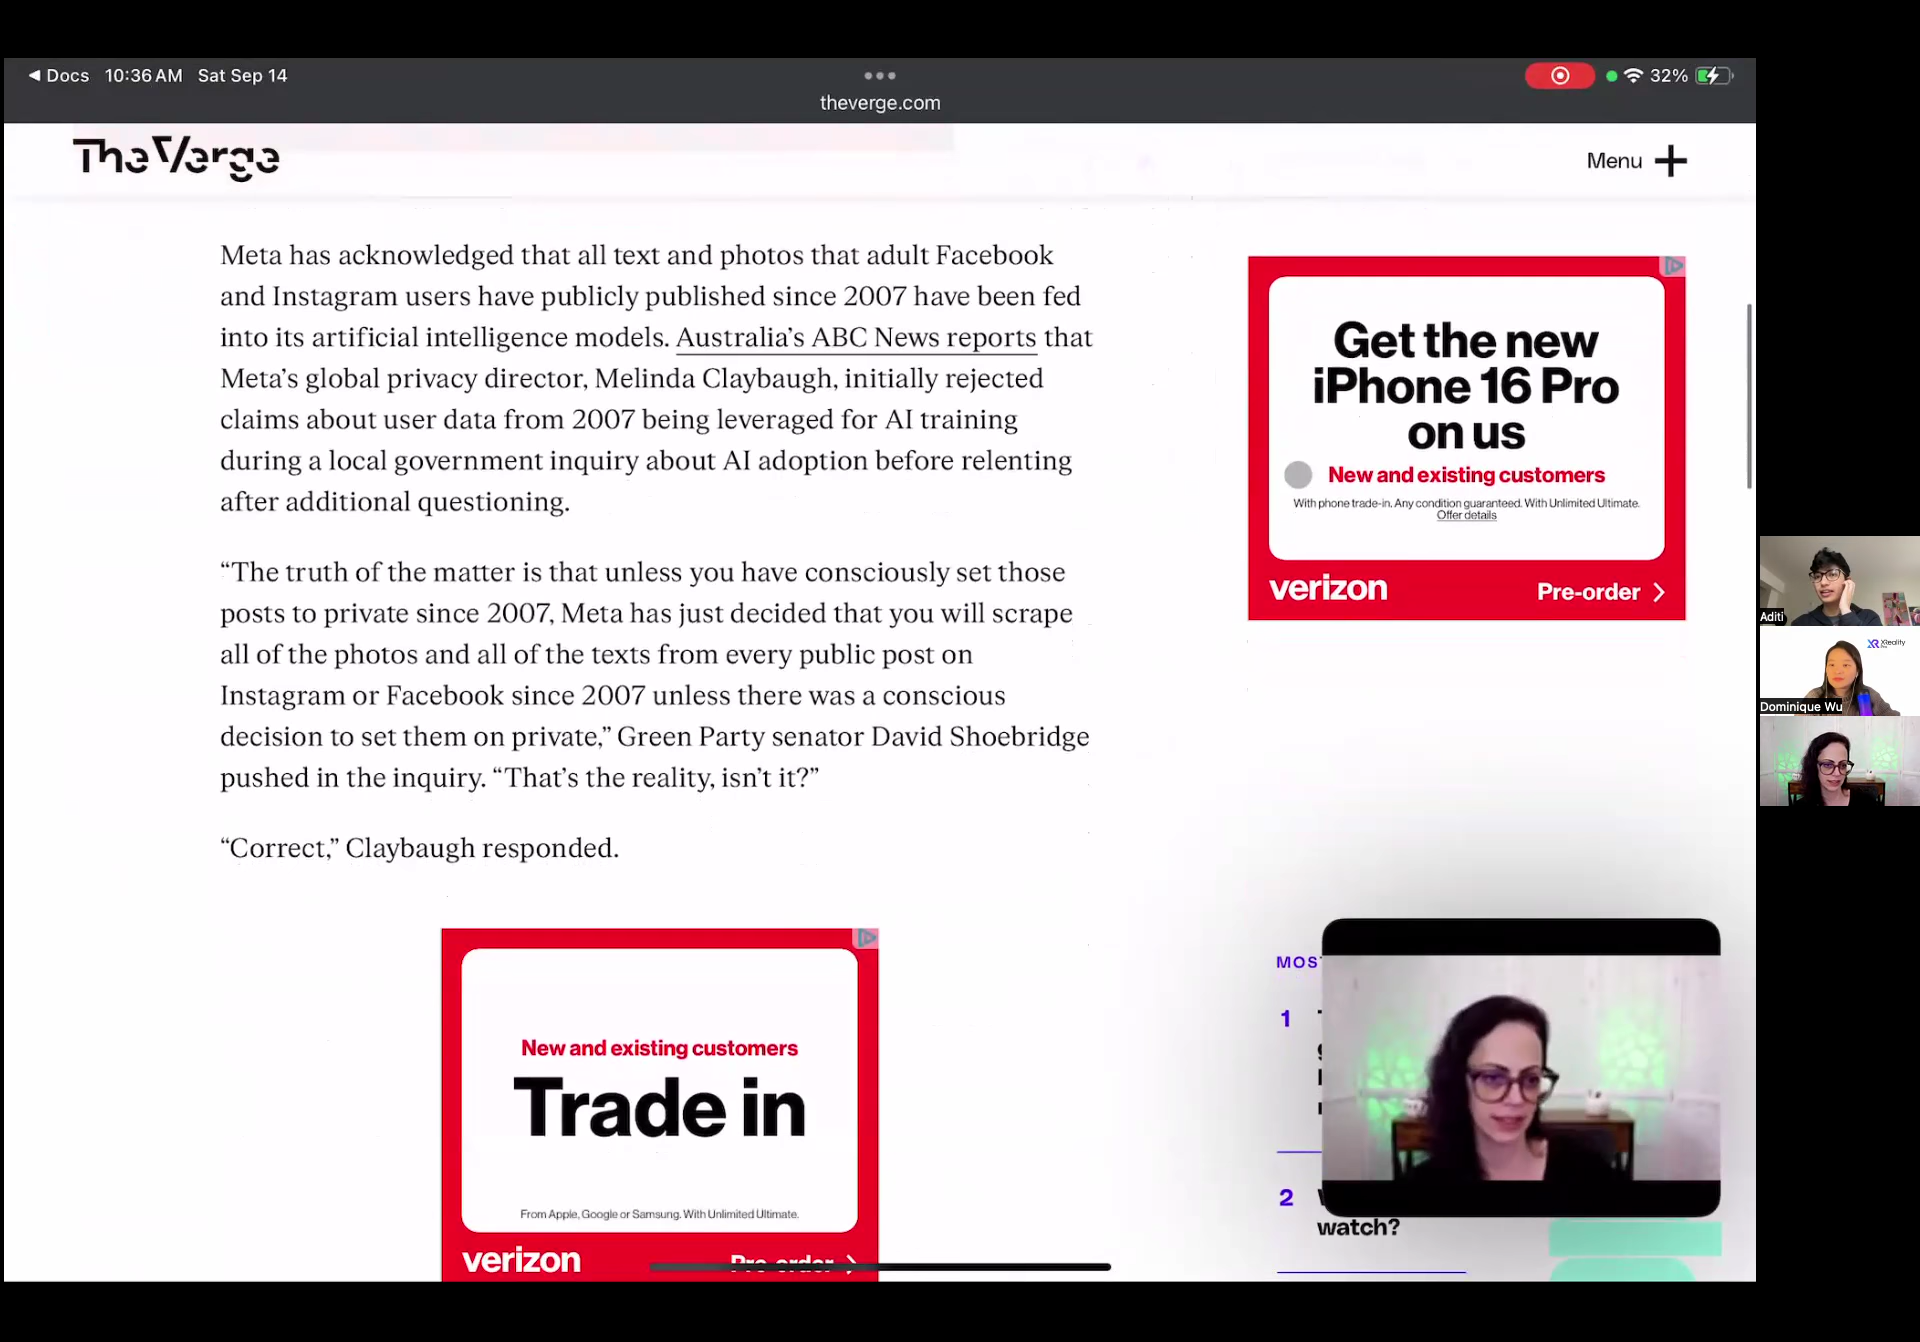 ◀ Docs 10:36 AM Sat Sep 14
32%
theverge.com
The Verge
Menu
Meta has acknowledged that all text and photos that adult Facebook
and Instagram users have publicly published since 2007 have been fed
into its artificial intelligence models. Australia’s ABC News reports that
Meta’s global privacy director, Melinda Claybaugh, initially rejected
claims about user data from 2007 being leveraged for AI training
during a local government inquiry about AI adoption before relenting
after additional questioning.
“The truth of the matter is that unless you have consciously set those
posts to private since 2007, Meta has just decided that you will scrape
all of the photos and all of the texts from every public post on
Instagram or Facebook since 2007 unless there was a conscious
decision to set them on private,” Green Party senator David Shoebridge
pushed in the inquiry. “That’s the reality, isn’t it?”
“Correct,” Claybaugh responded.
Get the new
iPhone 16 Pro
on us
New and existing customers
With phone trade-in. Any condition guaranteed. With Unlimited Ultimate.
Offer details
verizon
Pre-order
New and existing customers
Trade in
From Apple, Google or Samsung. With Unlimited Ultimate.
verizon
Pre-order
MOS
1
2
watch?
Aditi
XReality
Dominique Wu